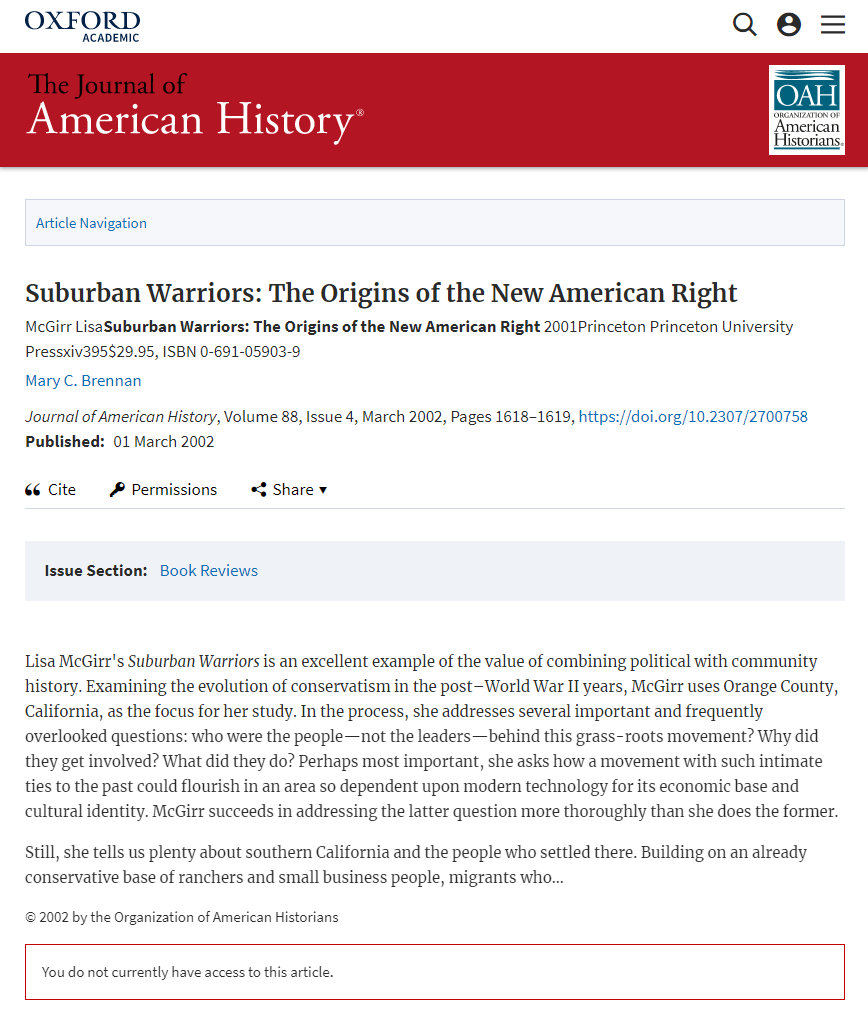 OXFORD
ACADEMIC
The Journal of
American History®
OAH
ORGANIZATION OF
American
Historians®
Article Navigation
Suburban Warriors: The Origins of the New American Right
McGirr LisaSuburban Warriors: The Origins of the New American Right 2001Princeton Princeton University
Pressxiv395$29.95, ISBN 0-691-05903-9
Mary C. Brennan
Journal of American History, Volume 88, Issue 4, March 2002, Pages 1618–1619, https://doi.org/10.2307/2700758
Published: 01 March 2002
Cite Permissions Share ▾
Issue Section: Book Reviews
Lisa McGirr's Suburban Warriors is an excellent example of the value of combining political with community
history. Examining the evolution of conservatism in the post–World War II years, McGirr uses Orange County,
California, as the focus for her study. In the process, she addresses several important and frequently
overlooked questions: who were the people—not the leaders—behind this grass-roots movement? Why did
they get involved? What did they do? Perhaps most important, she asks how a movement with such intimate
ties to the past could flourish in an area so dependent upon modern technology for its economic base and
cultural identity. McGirr succeeds in addressing the latter question more thoroughly than she does the former.
Still, she tells us plenty about southern California and the people who settled there. Building on an already
conservative base of ranchers and small business people, migrants who...
© 2002 by the Organization of American Historians
You do not currently have access to this article.